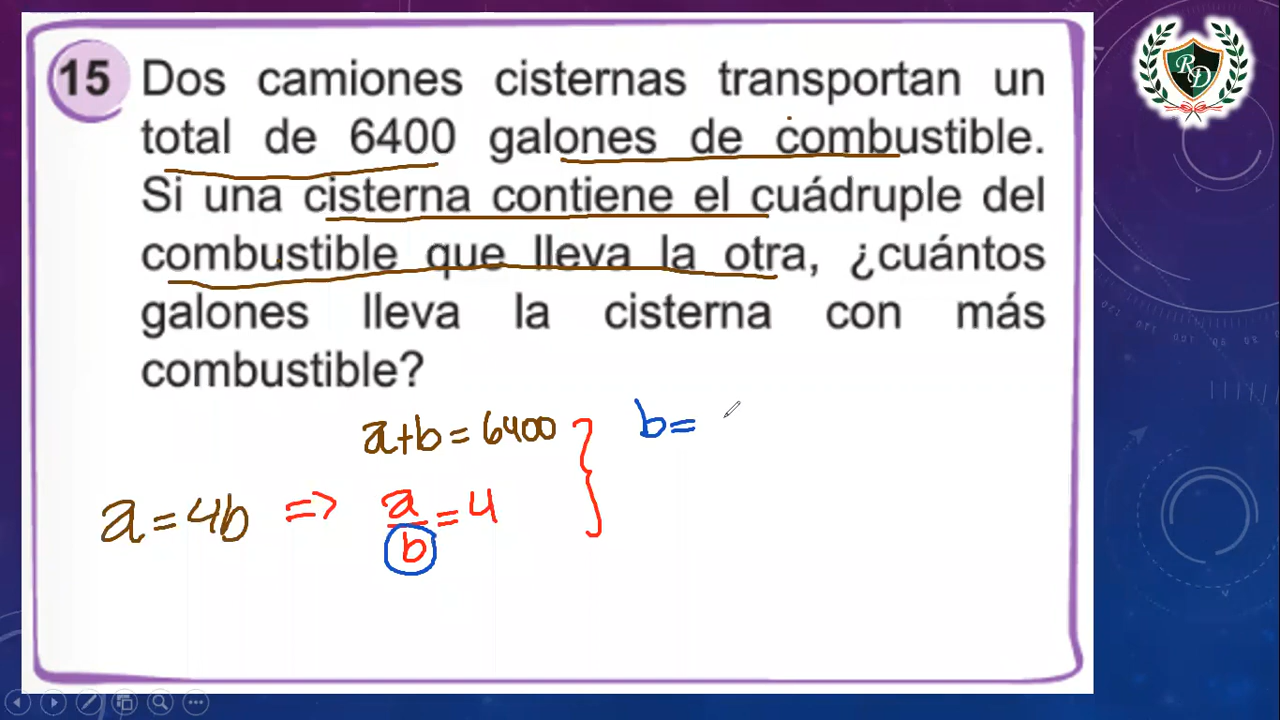 15 Dos camiones cisternas transportan un
total de 6400 galones de combustible.
Si una cisterna contiene el cuádruple del
combustible que lleva la otra, ¿cuántos
galones lleva la cisterna con más
combustible?
a+b=6400 } b=
a=4b => a/b=4
RD